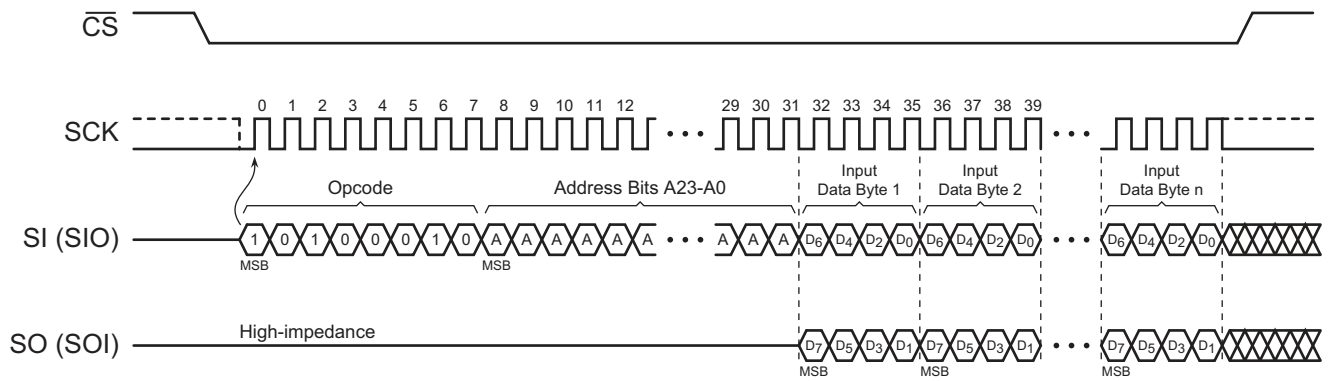 CS
SCK
0 1 2 3 4 5 6 7 8 9 10 11 12 29 30 31 32 33 34 35 36 37 38 39
Opcode
Address Bits A23-A0
Input
Data Byte 1
Input
Data Byte 2
Input
Data Byte n
SI (SIO)
1 0 1 0 0 0 1 0 A A A A A A • • • A A A D6 D4 D2 D0 D6 D4 D2 D0 • • • D6 D4 D2 D0
MSB MSB
SO (SOI)
High-impedance
D7 D5 D3 D1 D7 D5 D3 D1 • • • D7 D5 D3 D1
MSB MSB MSB